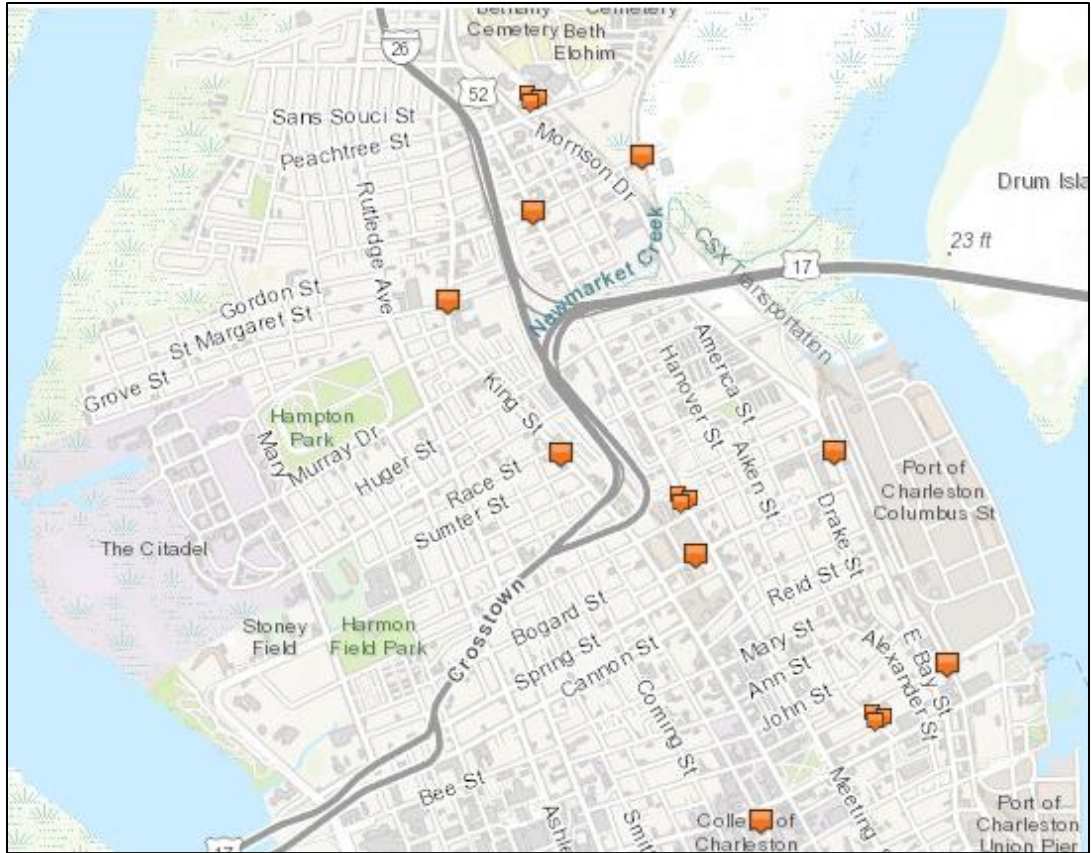 Bethany
Cemetery
Cemetery Beth
Elohim
26
52
Sans Souci St
Peachtree St
Morrison Dr
Rutledge Ave
Drum Isla
23 ft
CSX Transportation
17
Newmarket Creek
Gordon St
St Margaret St
Grove St
King St
Hanover St
America St
Aiken St
Hampton
Park
Mary
Murray Dr
Huger St
Race St
Sumter St
Port of
Charleston
Columbus St
Drake St
The Citadel
Reid St
Stoney
Field
Harmon
Field Park
Crosstown
Bogard St
Spring St
Cannon St
Mary St
Ann St
John St
E Bay St
Alexander St
Coming St
Bee St
Meeting S
Ashle
Smit
College of
Charleston
17
Port of
Charleston
Union Pier